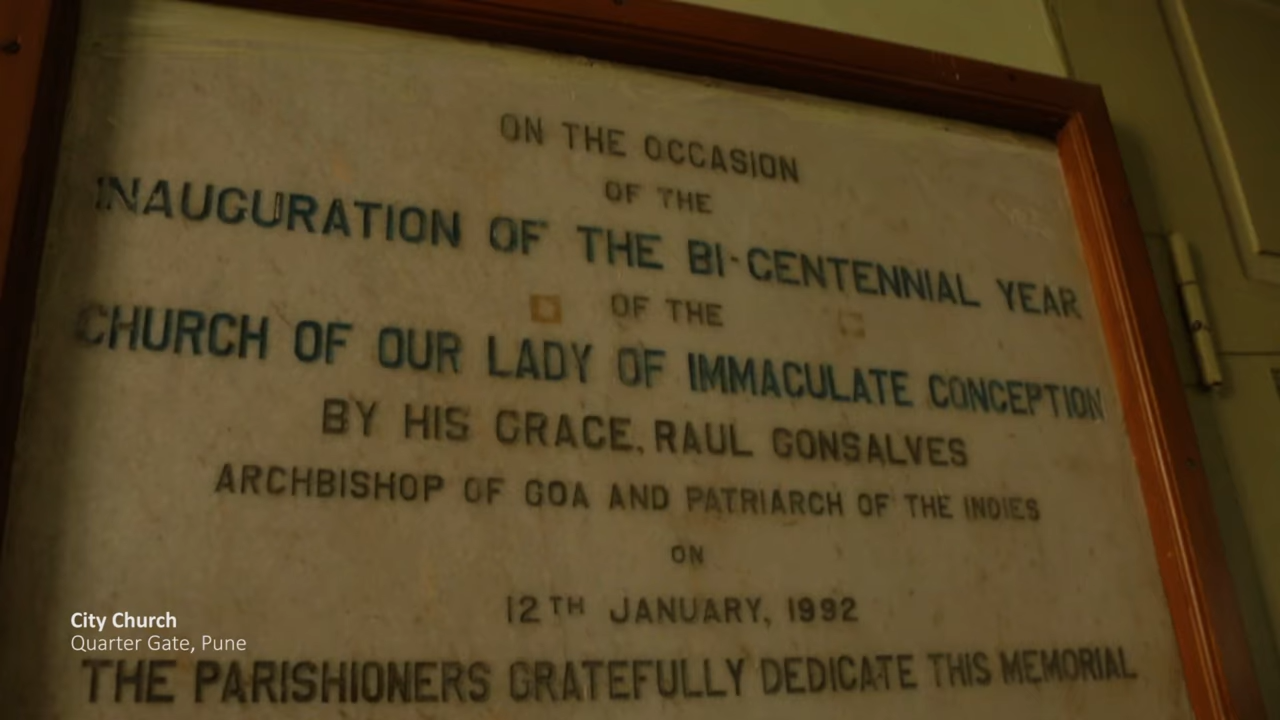 ON THE OCCASION
OF THE
INAUGURATION OF THE BI-CENTENNIAL YEAR
OF THE
CHURCH OF OUR LADY OF IMMACULATE CONCEPTION
BY HIS GRACE, RAUL GONSALVES
ARCHBISHOP OF GOA AND PATRIARCH OF THE INDIES
ON
12TH JANUARY, 1992
THE PARISHIONERS GRATEFULLY DEDICATE THIS MEMORIAL
City Church
Quarter Gate, Pune